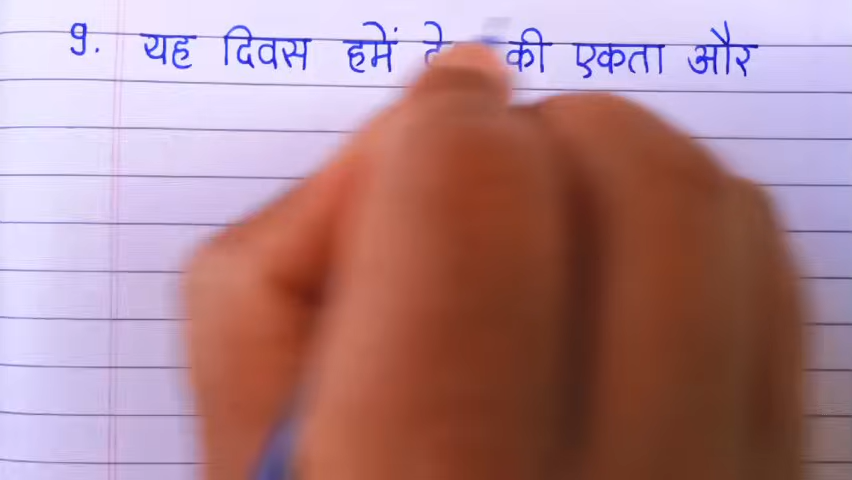 9. यह दिवस हमें की एकता और